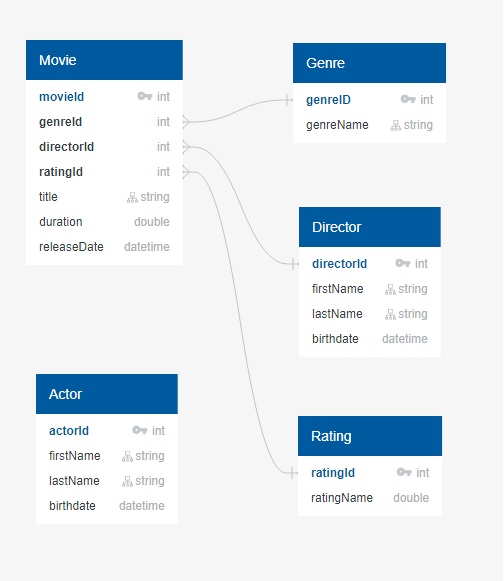 Movie
movieId int
genreId int
directorId int
ratingId int
title string
duration double
releaseDate datetime
Genre
genreID int
genreName string
Director
directorId int
firstName string
lastName string
birthdate datetime
Actor
actorId int
firstName string
lastName string
birthdate datetime
Rating
ratingId int
ratingName double